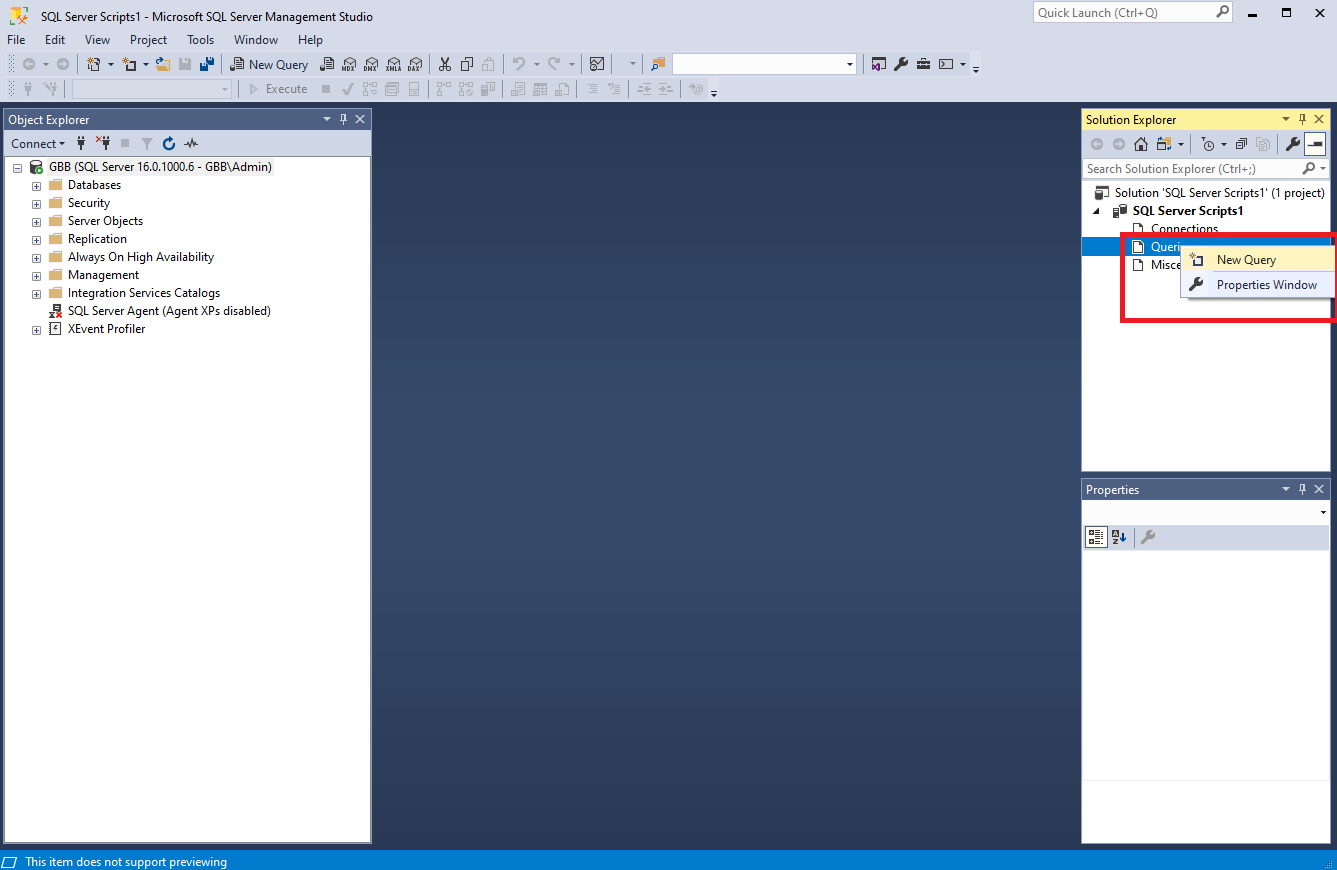 SQL Server Scripts1 - Microsoft SQL Server Management Studio
Quick Launch (Ctrl+Q)
File Edit View Project Tools Window Help
New Query MDX DMX XMLA DAX
Execute
Object Explorer
Connect
GBB (SQL Server 16.0.1000.6 - GBB\Admin)
Databases
Security
Server Objects
Replication
Always On High Availability
Management
Integration Services Catalogs
SQL Server Agent (Agent XPs disabled)
XEvent Profiler
Solution Explorer
Search Solution Explorer (Ctrl+;)
Solution 'SQL Server Scripts1' (1 project)
SQL Server Scripts1
Connections
Queri
New Query
Misce
Properties Window
Properties
This item does not support previewing